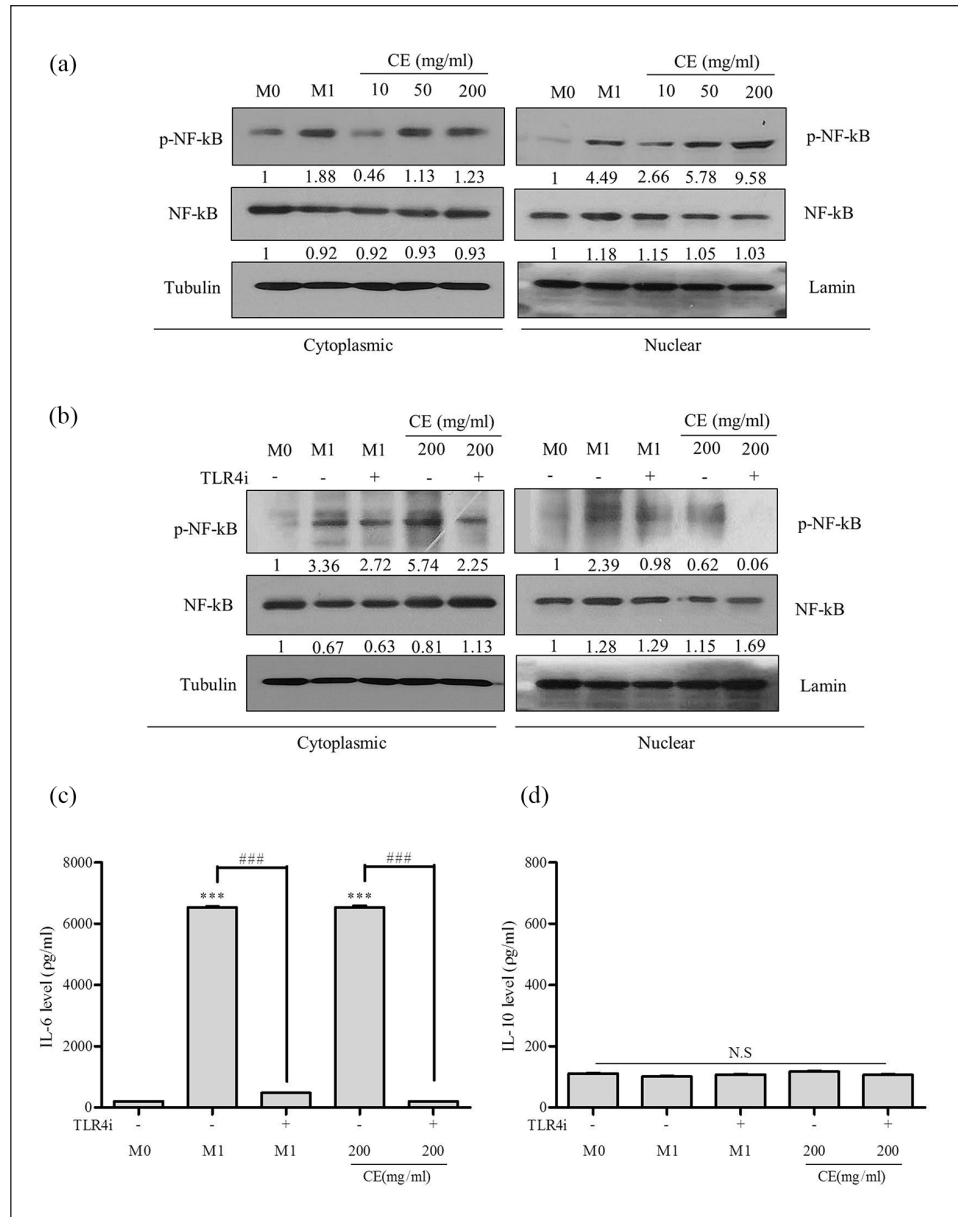 (a)
CE (mg/ml)
CE (mg/ml)
M0 M1 10 50 200
M0 M1 10 50 200
p-NF-kB
p-NF-kB
1 1.88 0.46 1.13 1.23
1 4.49 2.66 5.78 9.58
NF-kB
NF-kB
1 0.92 0.92 0.93 0.93
1 1.18 1.15 1.05 1.03
Tubulin
Lamin
Cytoplasmic
Nuclear
(b)
CE (mg/ml)
CE (mg/ml)
M0 M1 M1 200 200
M0 M1 M1 200 200
TLR4i - - + - +
- - + - +
p-NF-kB
p-NF-kB
1 3.36 2.72 5.74 2.25
1 2.39 0.98 0.62 0.06
NF-kB
NF-kB
1 0.67 0.63 0.81 1.13
1 1.28 1.29 1.15 1.69
Tubulin
Lamin
Cytoplasmic
Nuclear
(c)
IL-6 level (ρg/ml)
8000
6000
4000
2000
0
###
###
***
***
TLR4i - - + - +
M0 M1 M1 200 200
CE(mg/ml)
(d)
IL-10 level (ρg/ml)
800
600
400
200
0
N.S
TLR4i - - + - +
M0 M1 M1 200 200
CE(mg/ml)